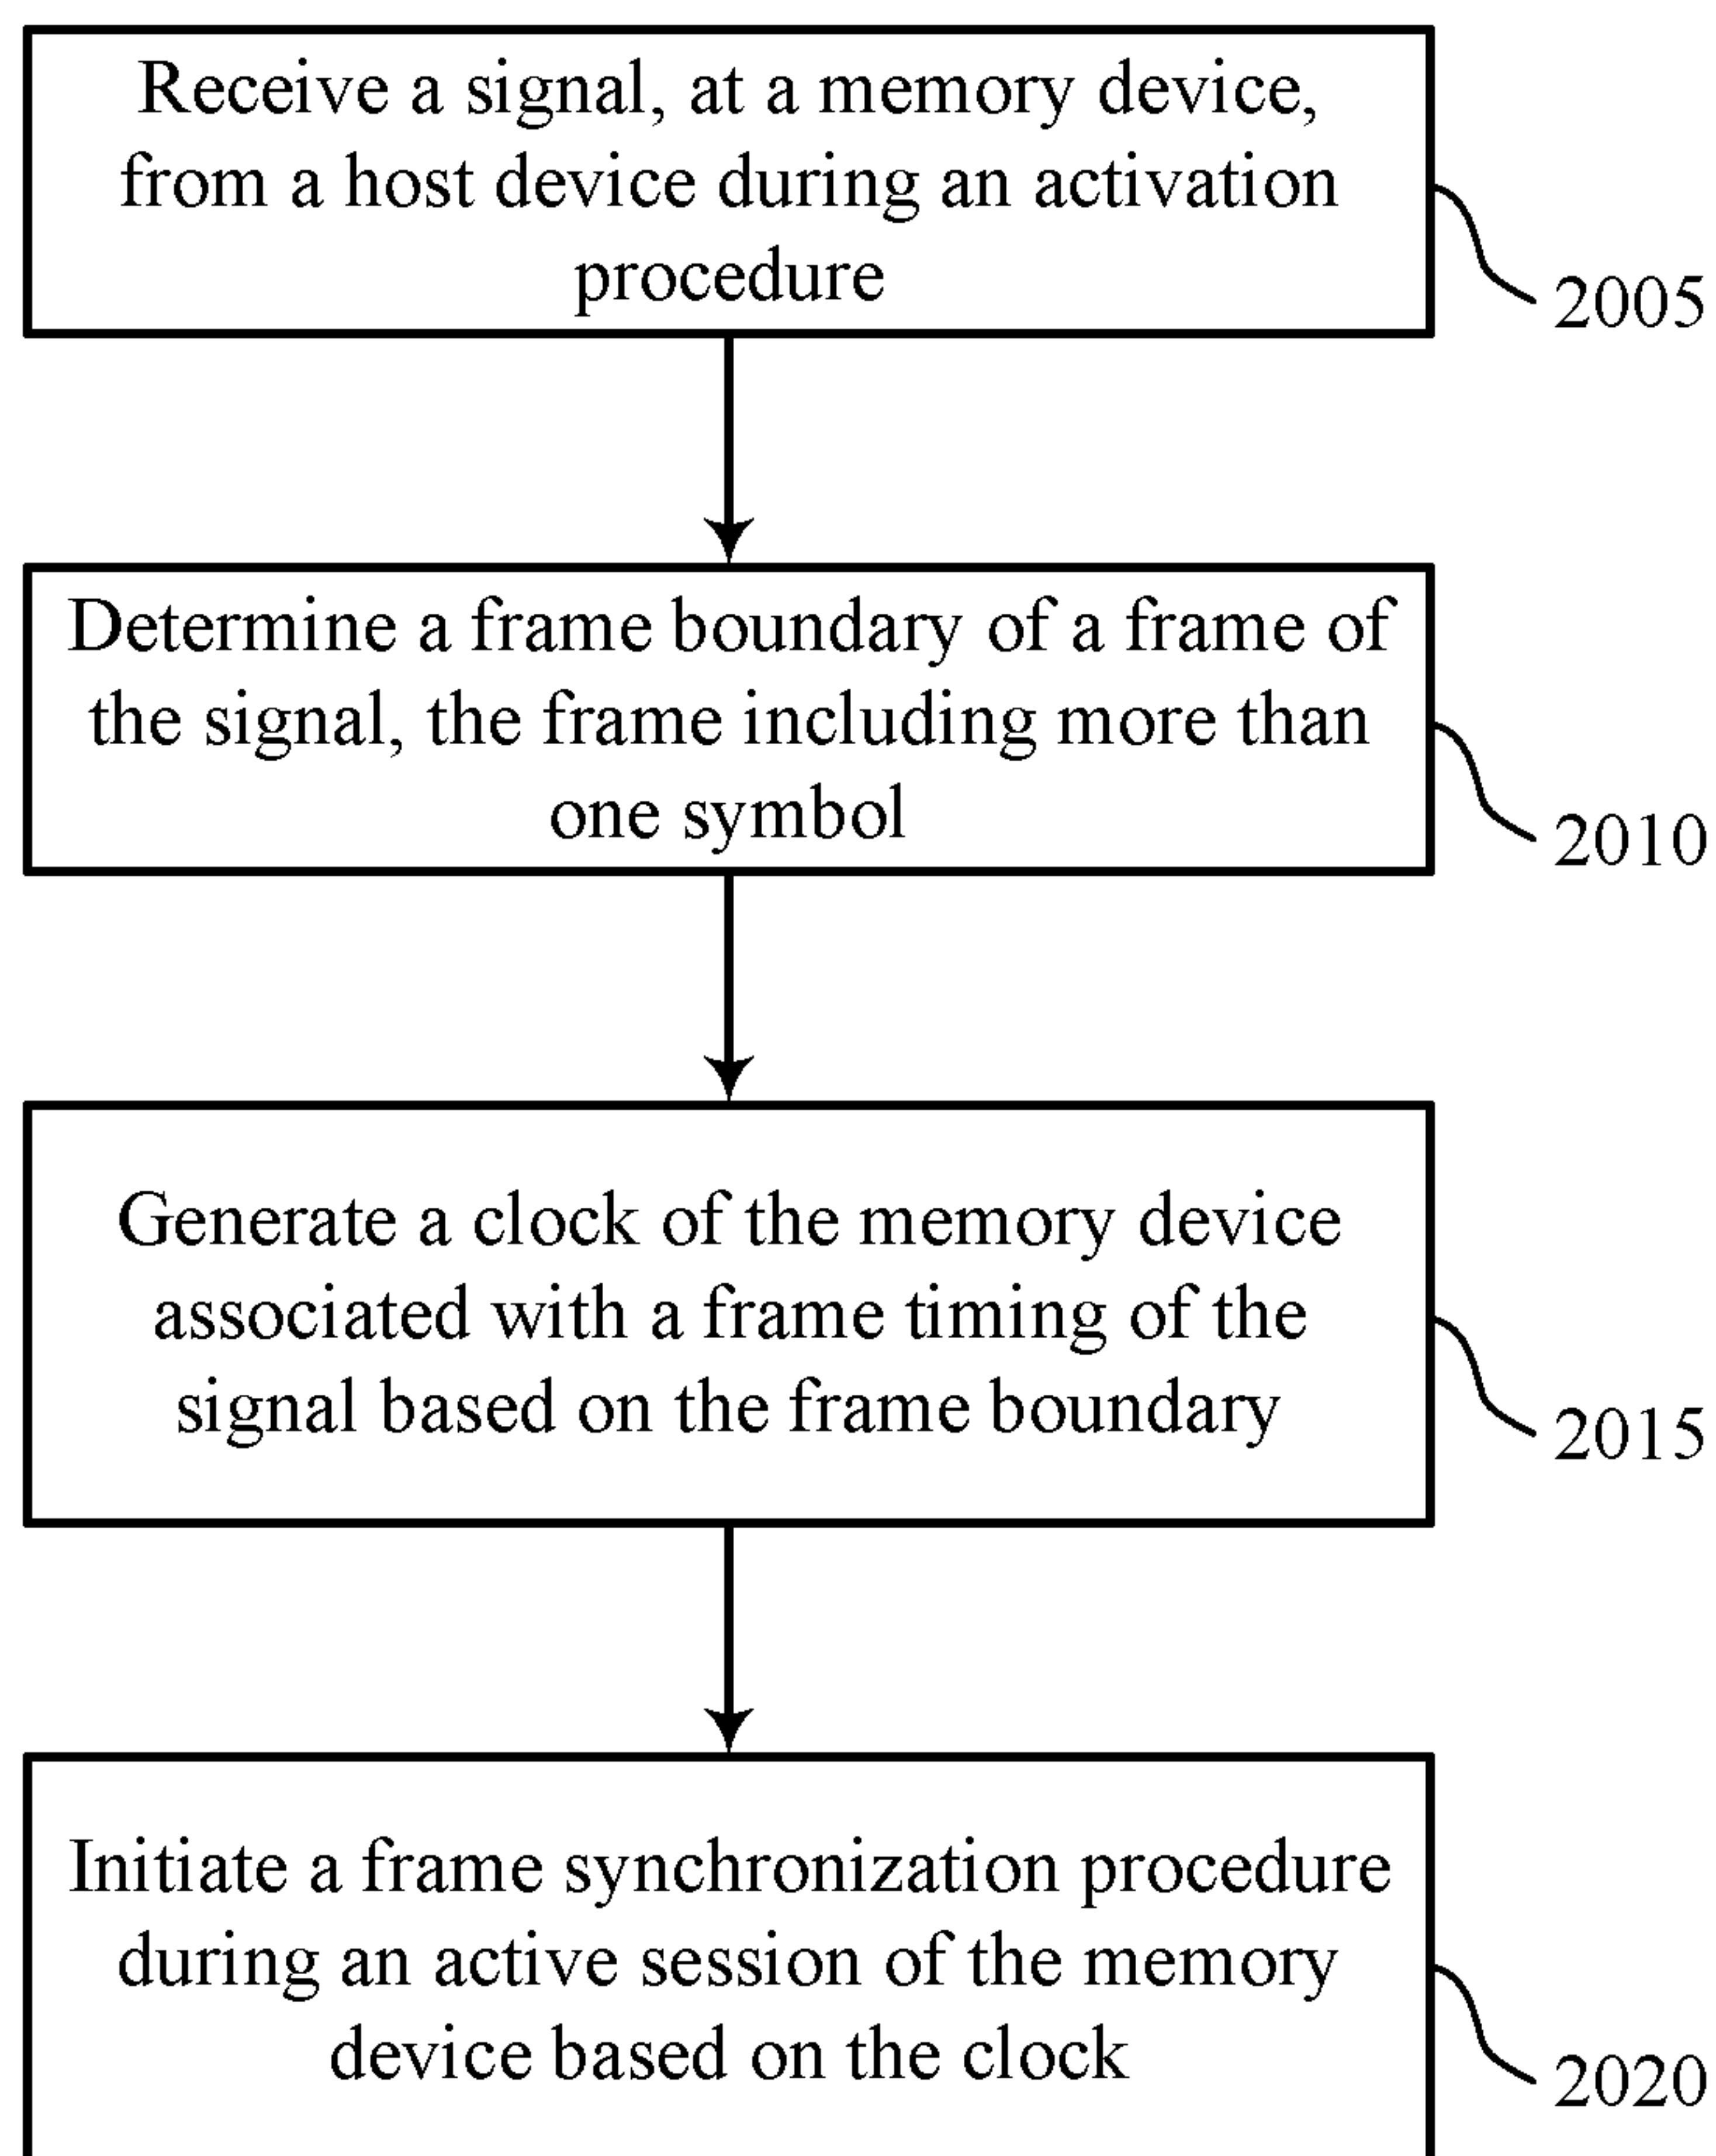 Receive a signal, at a memory device,
from a host device during an activation
procedure
2005
Determine a frame boundary of a frame of
the signal, the frame including more than
one symbol
2010
Generate a clock of the memory device
associated with a frame timing of the
signal based on the frame boundary
2015
Initiate a frame synchronization procedure
during an active session of the memory
device based on the clock
2020